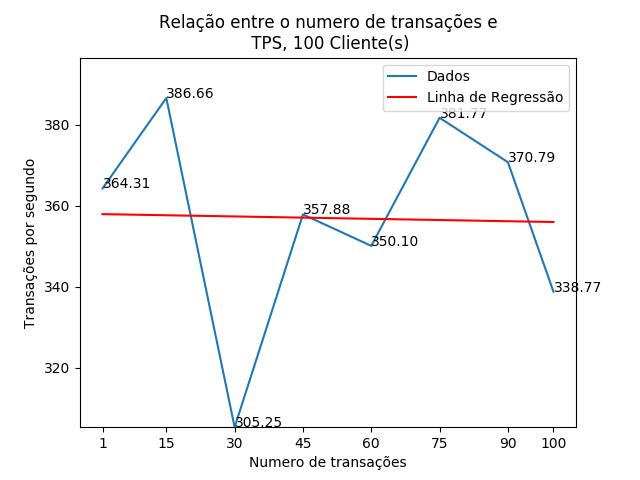 Relação entre o numero de transações e
TPS, 100 Cliente(s)
Dados
Linha de Regressão
386.66
381.77
380
370.79
364.31
360
357.88
350.10
340
338.77
320
305.25
Transações por segundo
1 15 30 45 60 75 90 100
Numero de transações